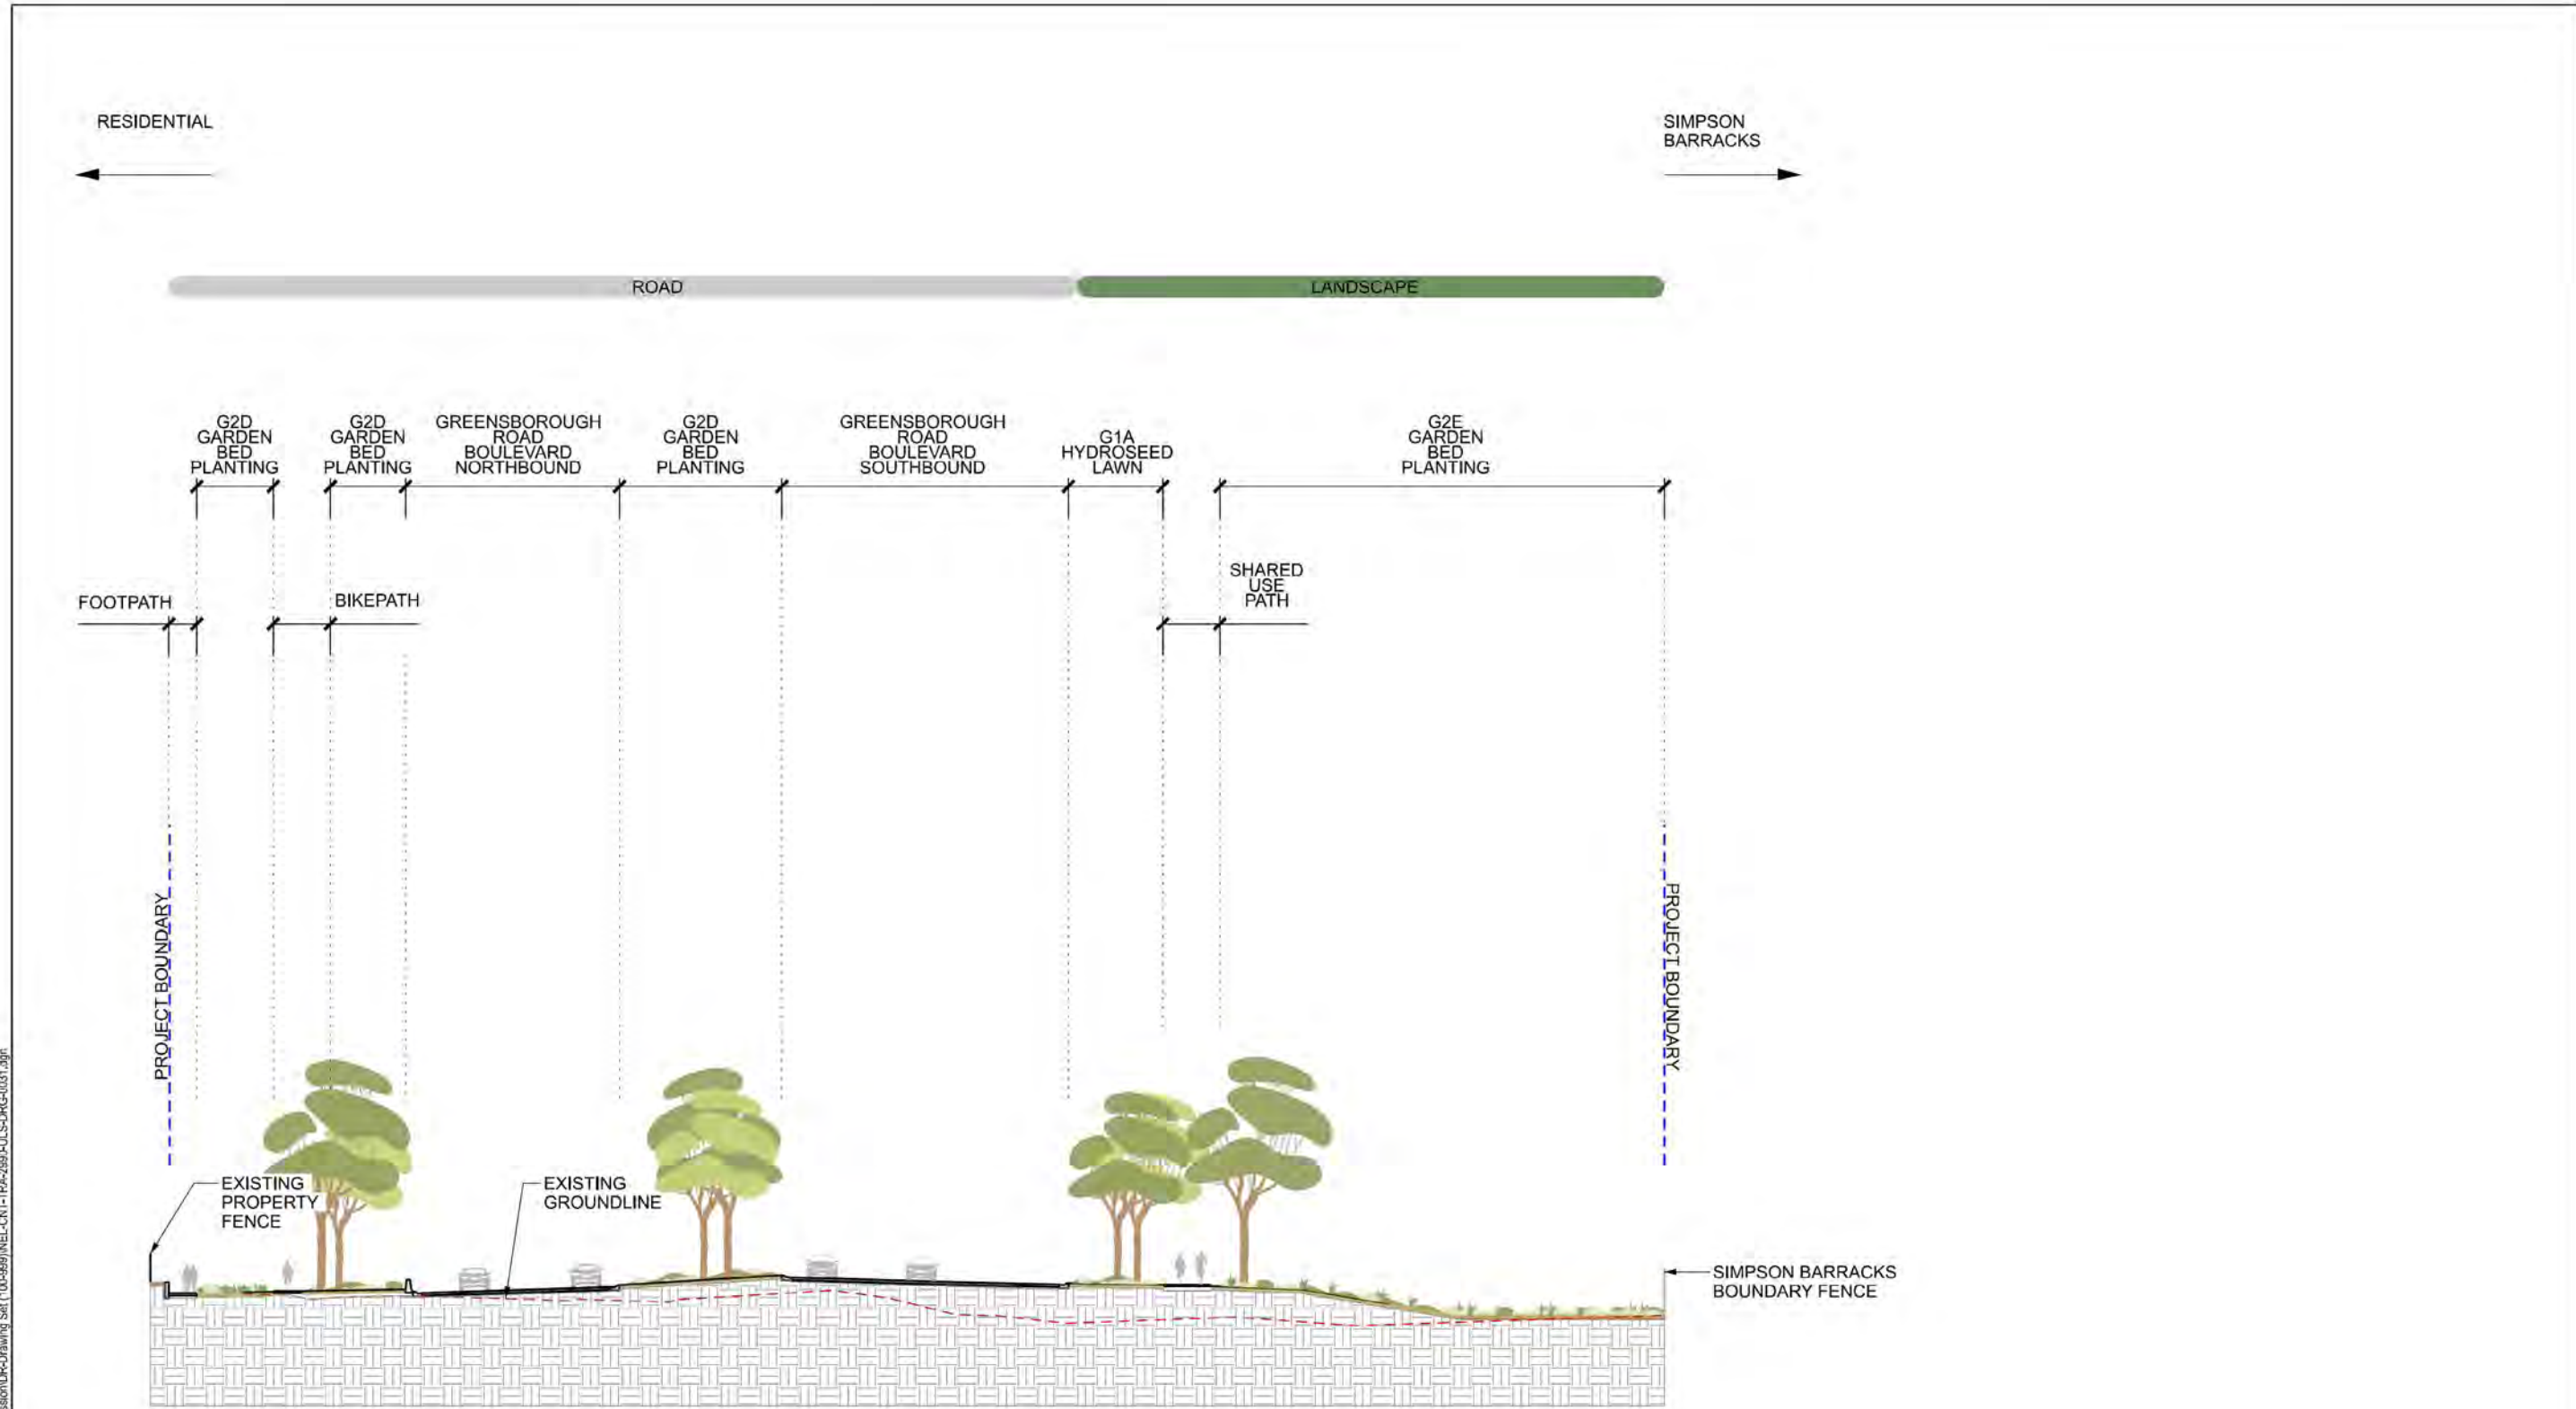 RESIDENTIAL
SIMPSON
BARRACKS
ROAD
LANDSCAPE
G2D
GARDEN
BED
PLANTING
G2D
GARDEN
BED
PLANTING
GREENSBOROUGH
ROAD
BOULEVARD
NORTHBOUND
G2D
GARDEN
BED
PLANTING
GREENSBOROUGH
ROAD
BOULEVARD
SOUTHBOUND
G1A
HYDROSEED
LAWN
G2E
GARDEN
BED
PLANTING
FOOTPATH
BIKEPATH
SHARED
USE
PATH
PROJECT BOUNDARY
PROJECT BOUNDARY
EXISTING
PROPERTY
FENCE
EXISTING
GROUNDLINE
SIMPSON BARRACKS
BOUNDARY FENCE